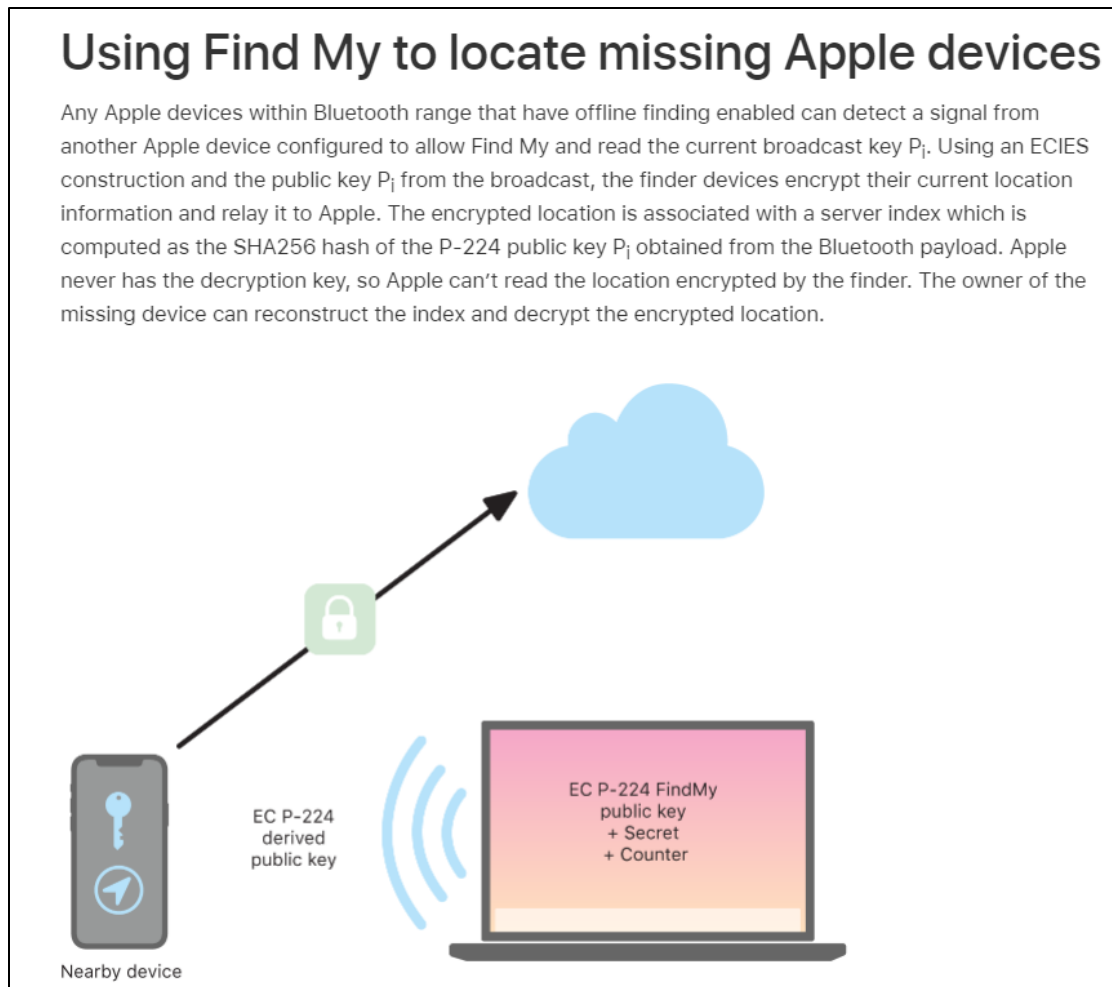 Using Find My to locate missing Apple devices
Any Apple devices within Bluetooth range that have offline finding enabled can detect a signal from
another Apple device configured to allow Find My and read the current broadcast key Pi. Using an ECIES
construction and the public key Pi from the broadcast, the finder devices encrypt their current location
information and relay it to Apple. The encrypted location is associated with a server index which is
computed as the SHA256 hash of the P-224 public key Pi obtained from the Bluetooth payload. Apple
never has the decryption key, so Apple can’t read the location encrypted by the finder. The owner of the
missing device can reconstruct the index and decrypt the encrypted location.
EC P-224
derived
public key
EC P-224 FindMy
public key
+ Secret
+ Counter
Nearby device